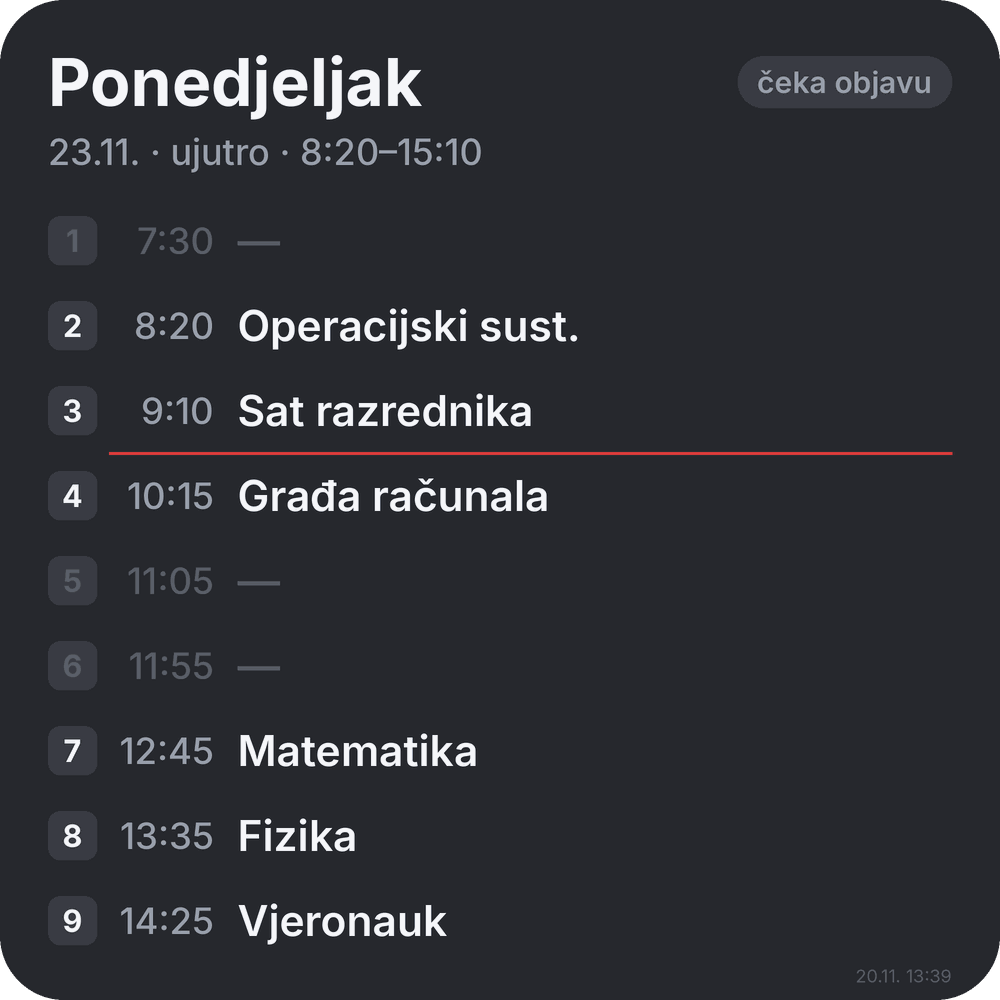 Ponedjeljak
čeka objavu
23.11. · ujutro · 8:20–15:10
1 7:30 —
2 8:20 Operacijski sust.
3 9:10 Sat razrednika
4 10:15 Građa računala
5 11:05 —
6 11:55 —
7 12:45 Matematika
8 13:35 Fizika
9 14:25 Vjeronauk
20.11. 13:39